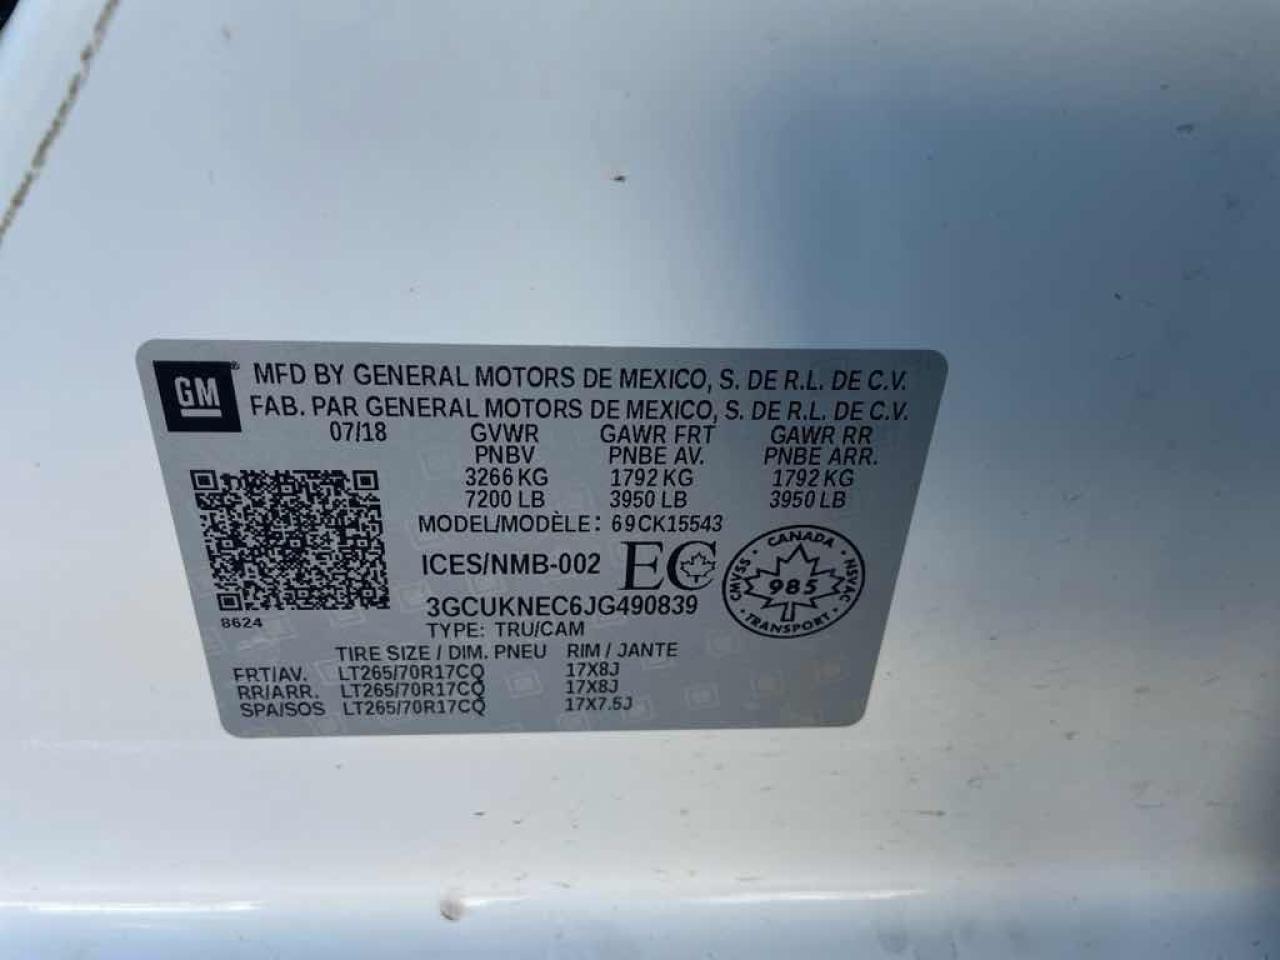 GM
MFD BY GENERAL MOTORS DE MEXICO, S. DE R.L. DE C.V.
FAB. PAR GENERAL MOTORS DE MEXICO, S. DE R.L. DE C.V.
07/18 GVWR GAWR FRT GAWR RR
PNBV PNBE AV. PNBE ARR.
3266 KG 1792 KG 1792 KG
7200 LB 3950 LB 3950 LB
MODEL/MODÈLE: 69CK15543
ICES/NMB-002 EC
CANADA
CMVSS 985 NSVAC
TRANSPORT
3GCUKNEC6JG490839
8624
TYPE: TRU/CAM
TIRE SIZE / DIM. PNEU RIM / JANTE
FRT/AV. LT265/70R17CQ 17X8J
RR/ARR. LT265/70R17CQ 17X8J
SPA/SOS LT265/70R17CQ 17X7.5J